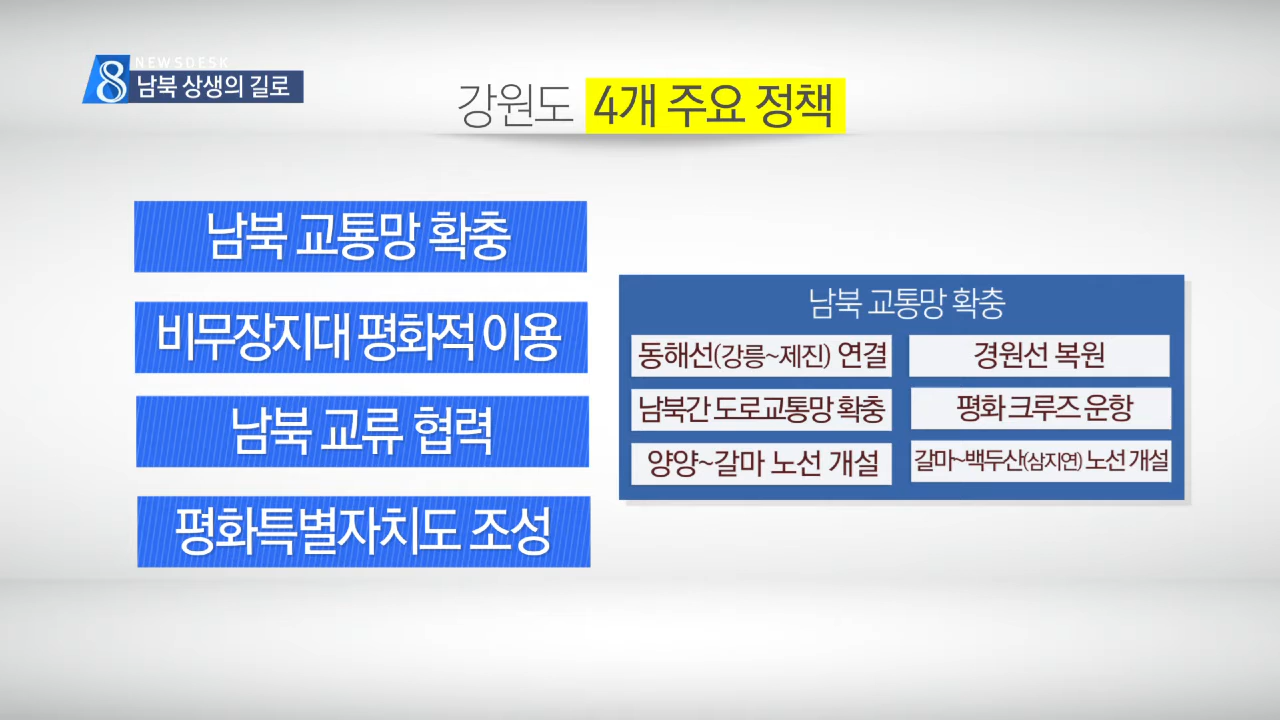 NEWSDESK
8 남북 상생의 길로
강원도 4개 주요 정책
남북 교통망 확충
비무장지대 평화적 이용
남북 교류 협력
평화특별자치도 조성
남북 교통망 확충
동해선(강릉~제진) 연결
경원선 복원
남북간 도로교통망 확충
평화 크루즈 운항
양양~갈마 노선 개설
갈마~백두산(삼지연) 노선 개설